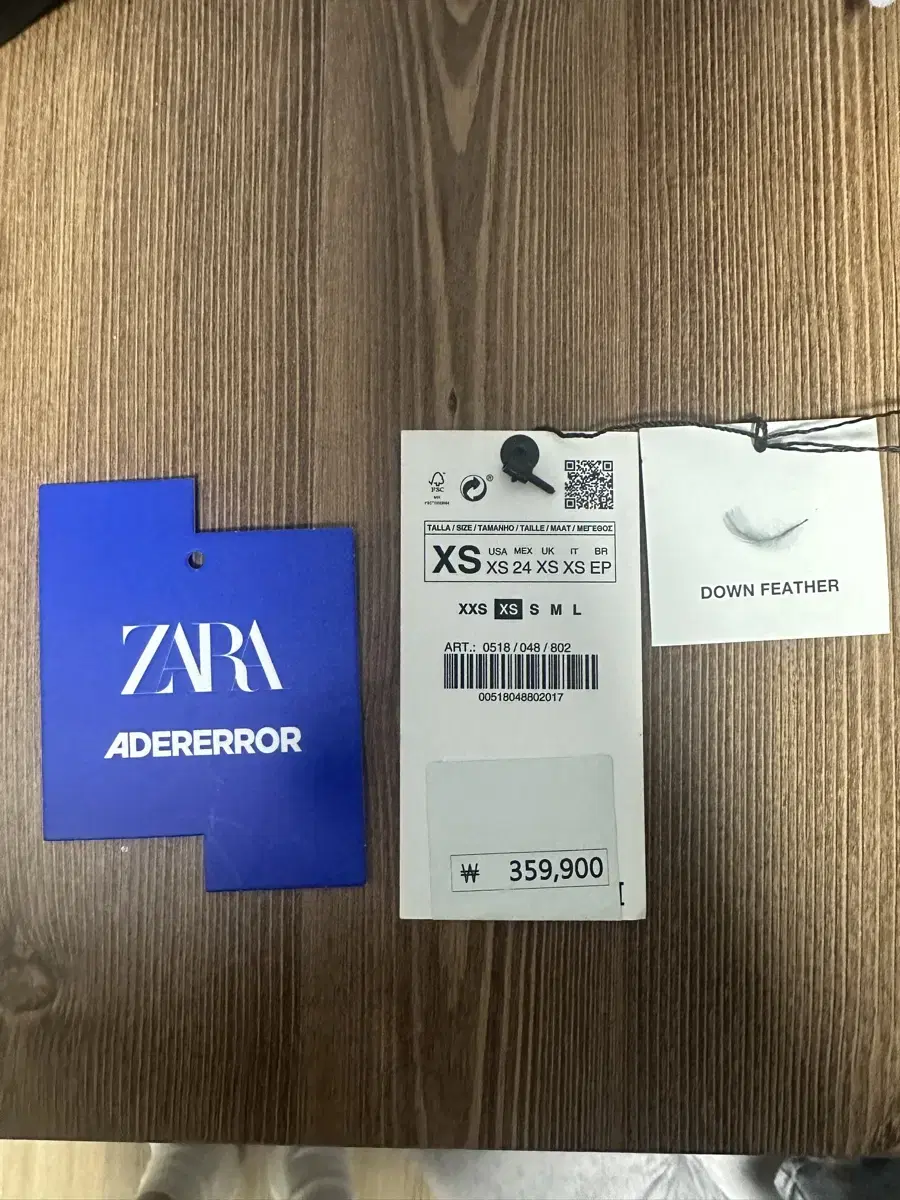 ZARA
ADERERROR
FSC
TALLA / SIZE / TAMANHO / TAILLE / MAAT / ΜΕΓΕΘΟΣ
XS
USA MEX UK IT BR
XS 24 XS XS EP
XXS XS S M L
ART.: 0518 / 048 / 802
00518048802017
₩ 359,900
DOWN FEATHER